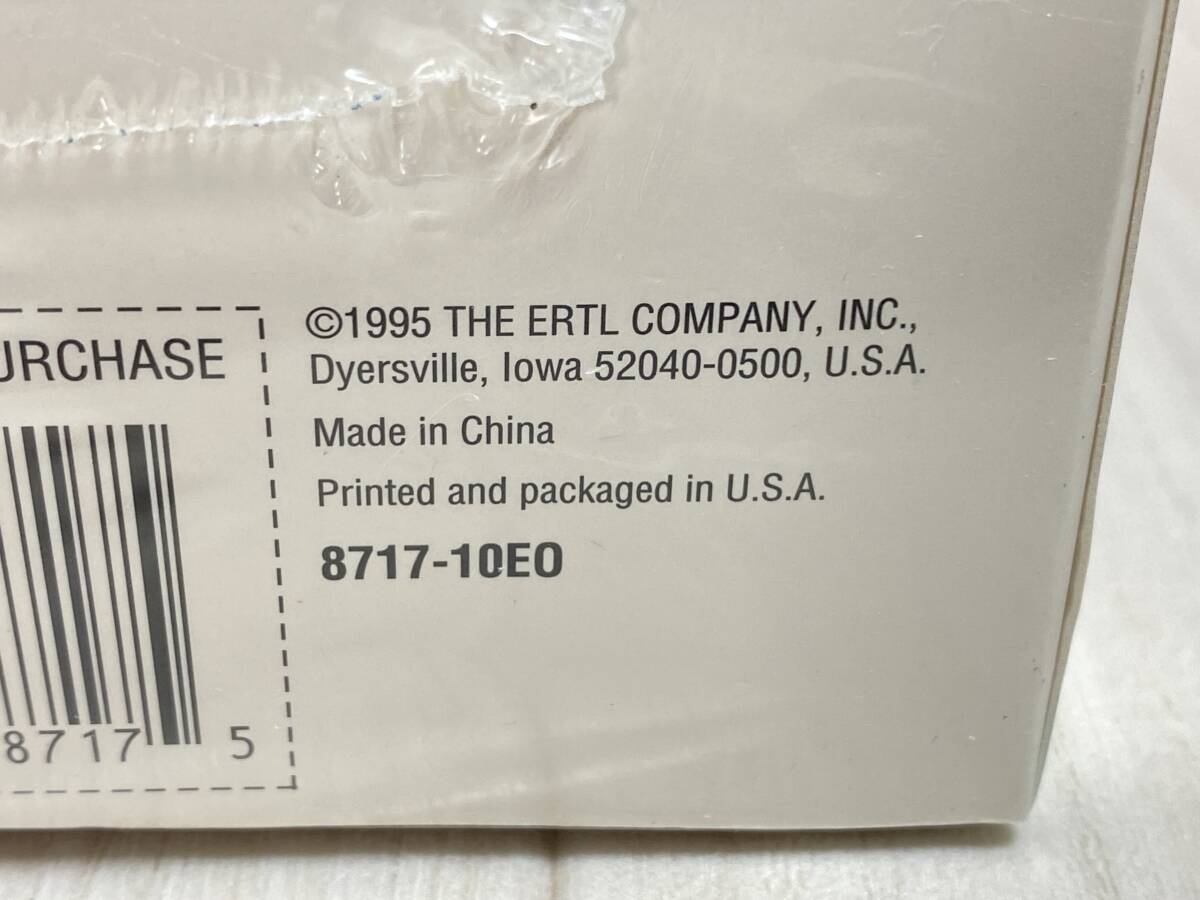 ©1995 THE ERTL COMPANY, INC.,
Dyersville, Iowa 52040-0500, U.S.A.
Made in China
Printed and packaged in U.S.A.
8717-10EO
URCHASE
8717 5